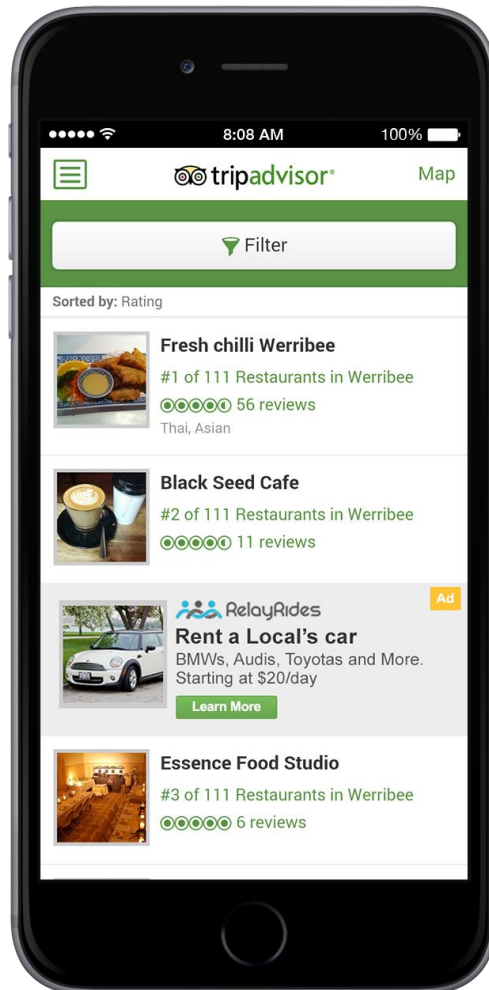 8:08 AM
100%
tripadvisor®
Map
Filter
Sorted by: Rating
Fresh chilli Werribee
#1 of 111 Restaurants in Werribee
56 reviews
Thai, Asian
Black Seed Cafe
#2 of 111 Restaurants in Werribee
11 reviews
Ad
RelayRides
Rent a Local's car
BMWs, Audis, Toyotas and More.
Starting at $20/day
Learn More
Essence Food Studio
#3 of 111 Restaurants in Werribee
6 reviews